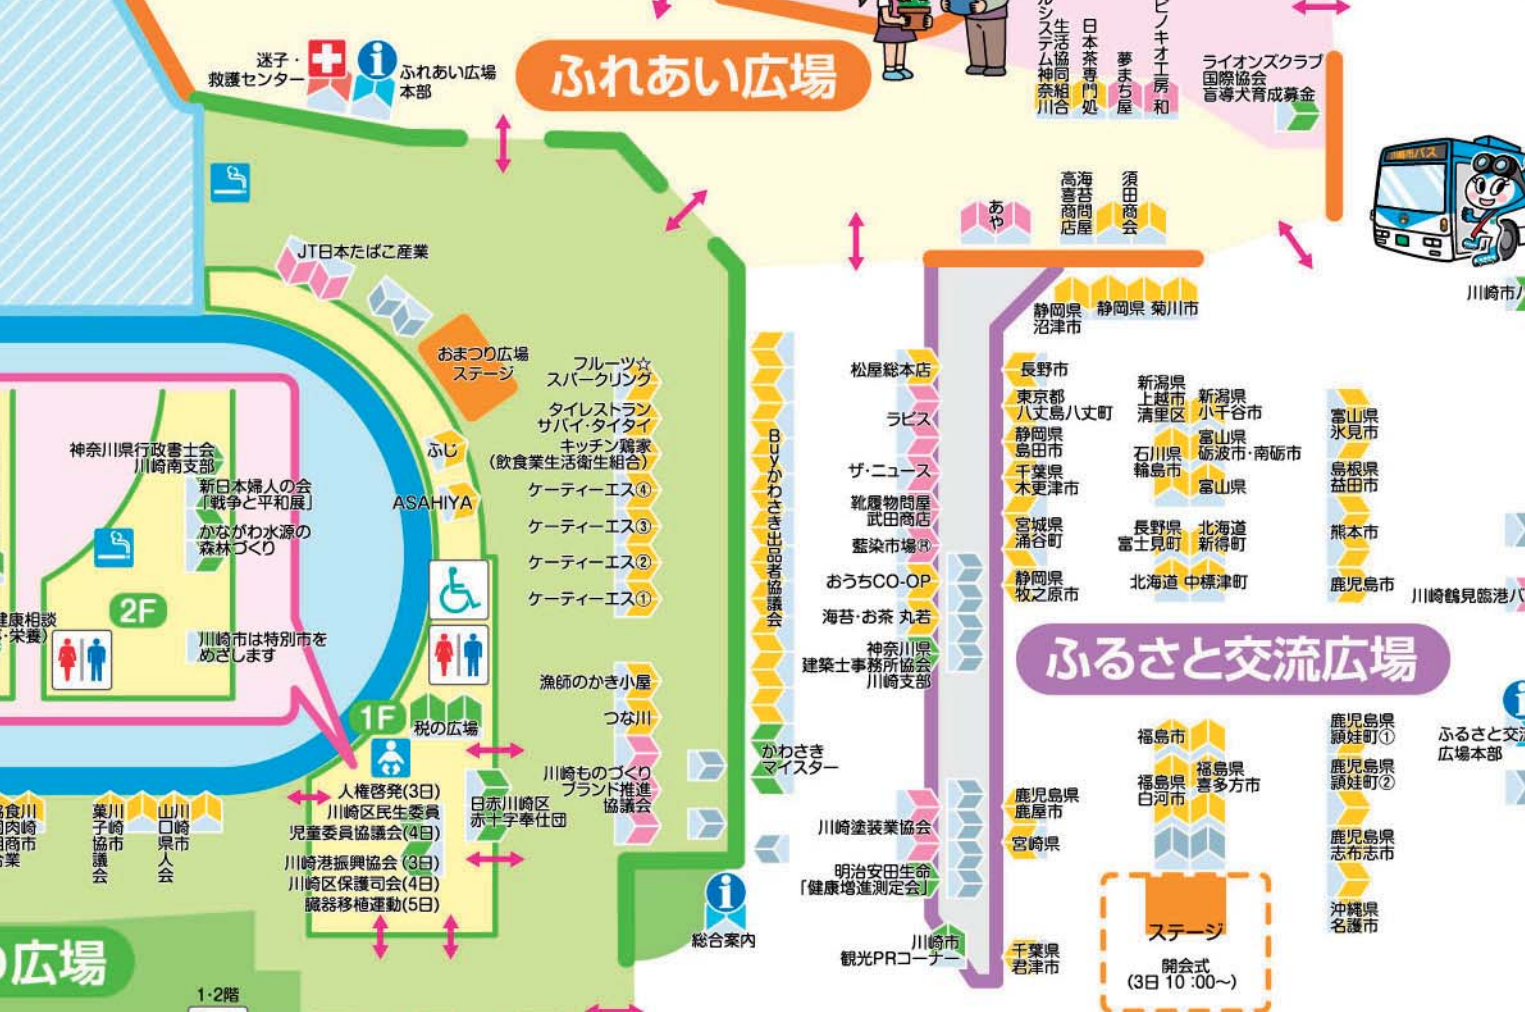 迷子・
救護センター
ふれあい広場
本部
ふれあい広場
生活協同組合
日本茶専門処
夢まち屋
ピノキオ工房 和
ライオンズクラブ
国際協会
盲導犬育成募金
川崎市バス
あや
高喜商店
海苔問屋
須田商会
JT日本たばこ産業
おまつり広場
ステージ
静岡県
沼津市
静岡県 菊川市
フルーツ☆
スパークリング
タイレストラン
サバイ・タイタイ
キッチン鶏家
(飲食業生活衛生組合)
ケーティーエス④
ケーティーエス③
ケーティーエス②
ケーティーエス①
ふじ
ASAHIYA
Buyかわさき出品者協議会
松屋総本店
ラピス
ザ・ニュース
靴履物問屋
武田商店
藍染市場®
おうちCO-OP
海苔・お茶 丸若
神奈川県
建築士事務所協会
川崎支部
長野市
東京都
八丈島八丈町
静岡県
島田市
千葉県
木更津市
宮城県
涌谷町
静岡県
牧之原市
新潟県
上越市
清里区
新潟県
小千谷市
富山県
砺波市・南砺市
石川県
輪島市
富山県
長野県
富士見町
北海道
新得町
北海道 中標津町
富山県
氷見市
島根県
益田市
熊本市
鹿児島市
神奈川県行政書士会
川崎南支部
新日本婦人の会
「戦争と平和展」
かながわ水源の
森林づくり
2F
健康相談
川崎市は特別市を
めざします
1F
税の広場
漁師のかき小屋
つな川
川崎ものづくり
ブランド推進
協議会
かわさき
マイスター
ふるさと交流広場
川崎鶴見臨港バ
ふるさと交流
広場本部
福島市
福島県
白河市
福島県
喜多方市
鹿児島県
頴娃町①
鹿児島県
頴娃町②
鹿児島県
志布志市
沖縄県
名護市
鹿児島県
鹿屋市
宮崎県
川崎塗装業協会
明治安田生命
「健康増進測定会」
川崎市
観光PRコーナー
千葉県
君津市
ステージ
開会式
(3日 10:00〜)
人権啓発(3日)
川崎区民生委員
児童委員協議会(4日)
川崎港振興協会(3日)
川崎区保護司会(4日)
臓器移植運動(5日)
日赤川崎区
赤十字奉仕団
川崎市
菓子協議会
川崎市
山口県人会
総合案内
広場
1・2階